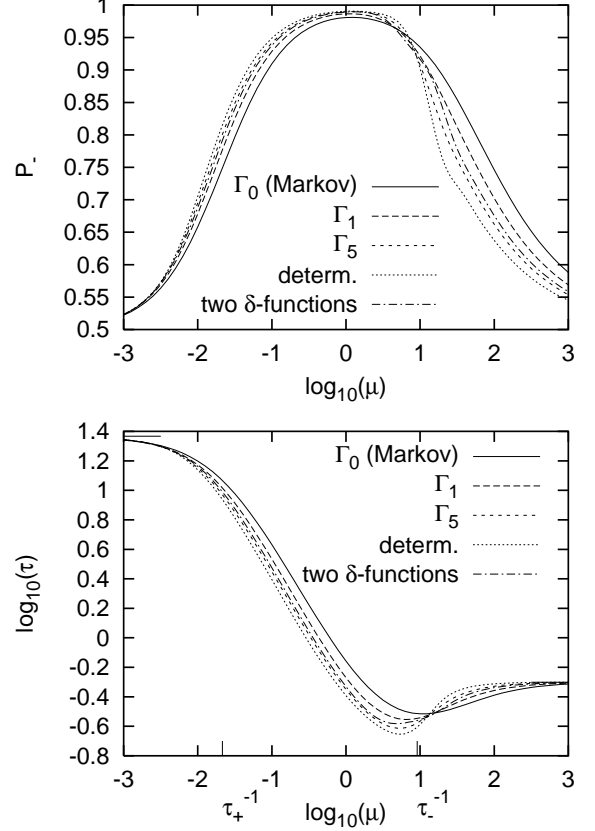 1
0.95
0.9
0.85
0.8
0.75
0.7
0.65
0.6
0.55
0.5
P-
Γ0 (Markov)
Γ1
Γ5
determ.
two δ-functions
-3 -2 -1 0 1 2 3
log10(μ)
1.4
1.2
1
0.8
0.6
0.4
0.2
0
-0.2
-0.4
-0.6
-0.8
log10(τ)
Γ0 (Markov)
Γ1
Γ5
determ.
two δ-functions
-3 -2 -1 0 1 2 3
τ+-1 log10(μ) τ--1